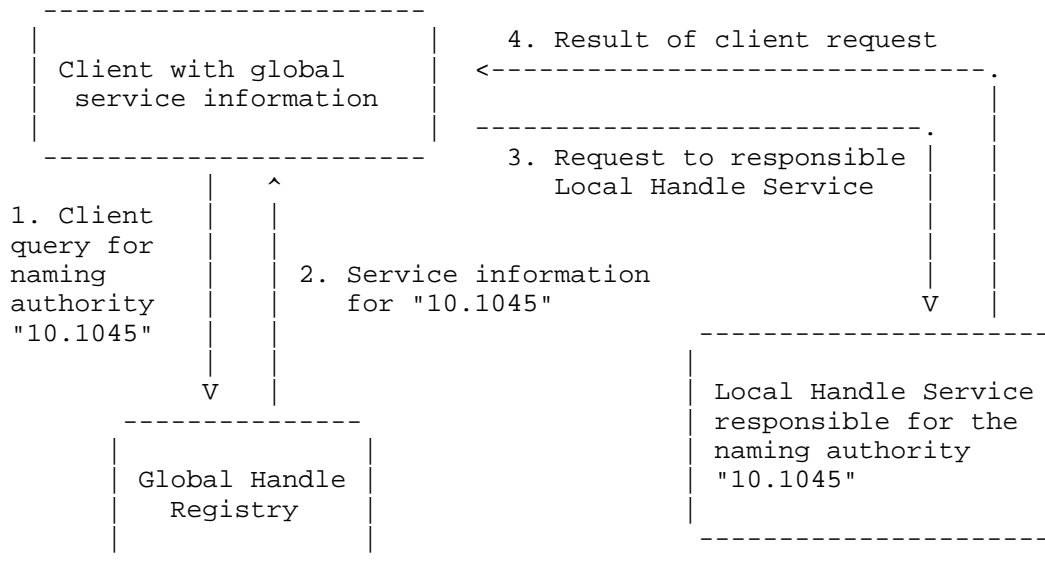 4. Result of client request
Client with global
service information
3. Request to responsible
Local Handle Service
1. Client
query for
naming
authority
"10.1045"
2. Service information
for "10.1045"
Local Handle Service
responsible for the
naming authority
"10.1045"
Global Handle
Registry